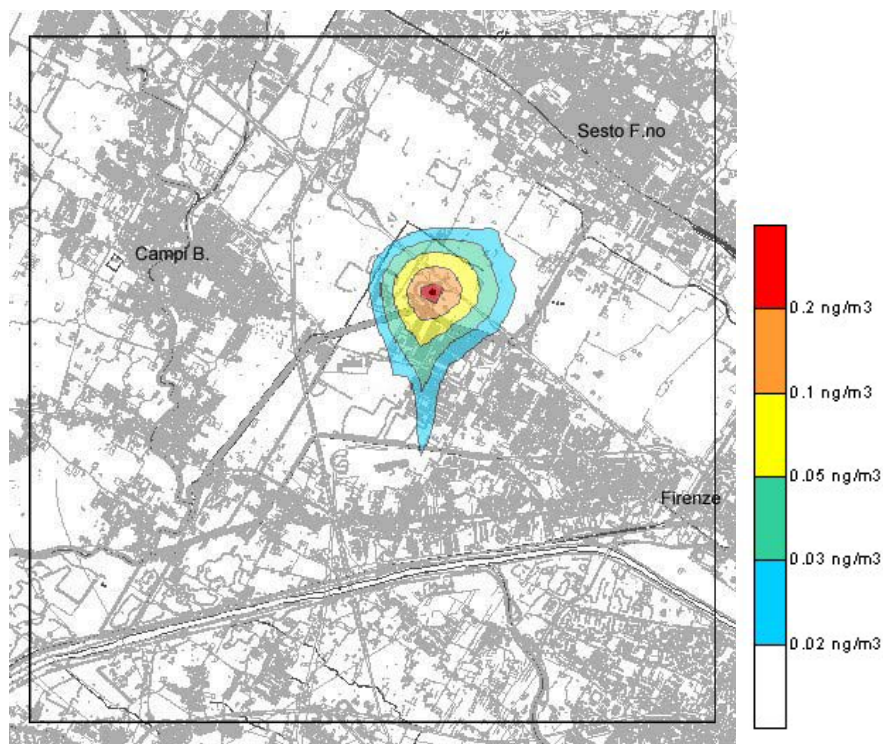 Sesto F.no
Campi B.
Firenze
0.2 ng/m3
0.1 ng/m3
0.05 ng/m3
0.03 ng/m3
0.02 ng/m3